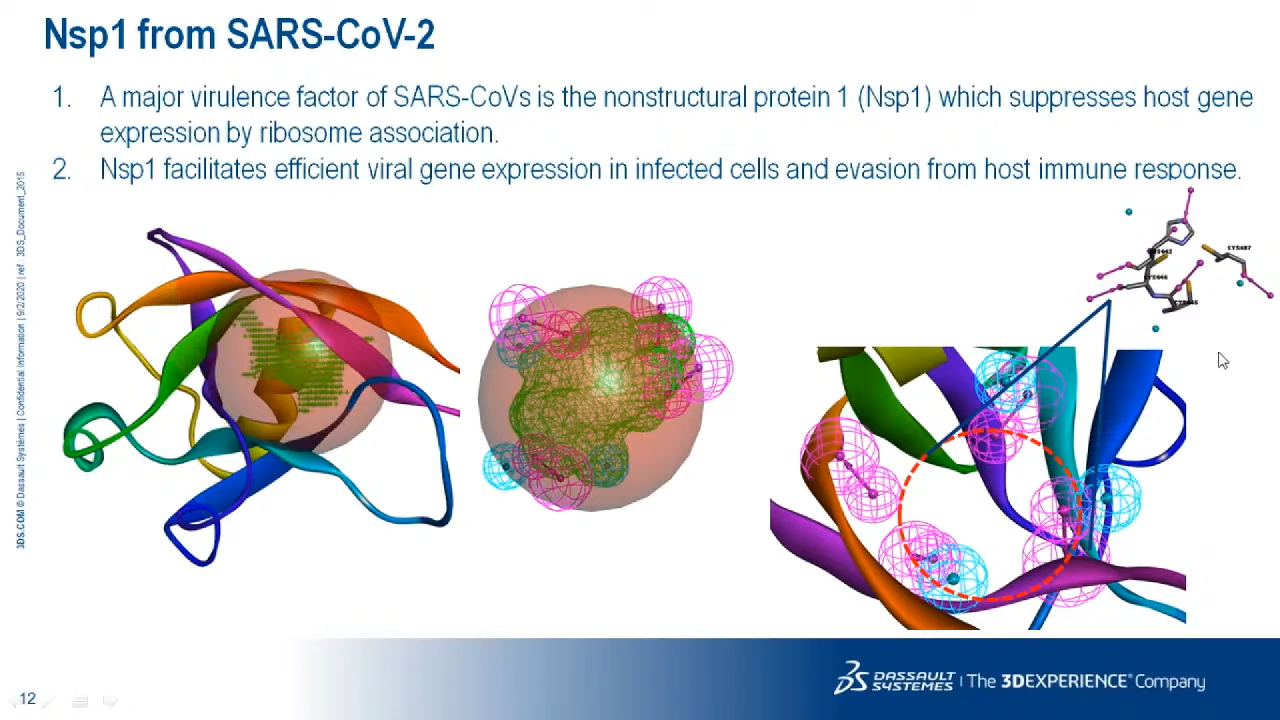 Nsp1 from SARS-CoV-2
1. A major virulence factor of SARS-CoVs is the nonstructural protein 1 (Nsp1) which suppresses host gene
expression by ribosome association.
2. Nsp1 facilitates efficient viral gene expression in infected cells and evasion from host immune response.
3DS.COM © Dassault Systèmes | Confidential Information | 9/2/2020 | ref.: 3DS_Document_2015
CYS487
12
DASSAULT SYSTEMES | The 3DEXPERIENCE® Company